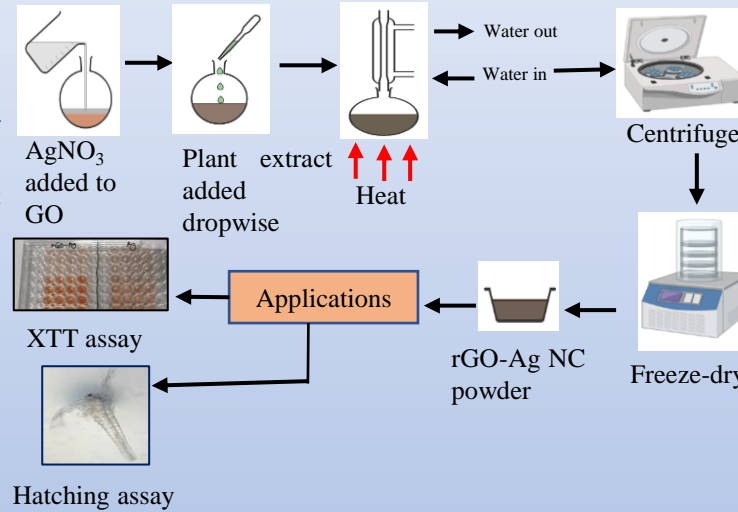 Water out
Water in
AgNO₃
added to
GO
Plant extract
added
dropwise
Heat
Centrifuge
Applications
XTT assay
rGO-Ag NC
powder
Freeze-dry
Hatching assay